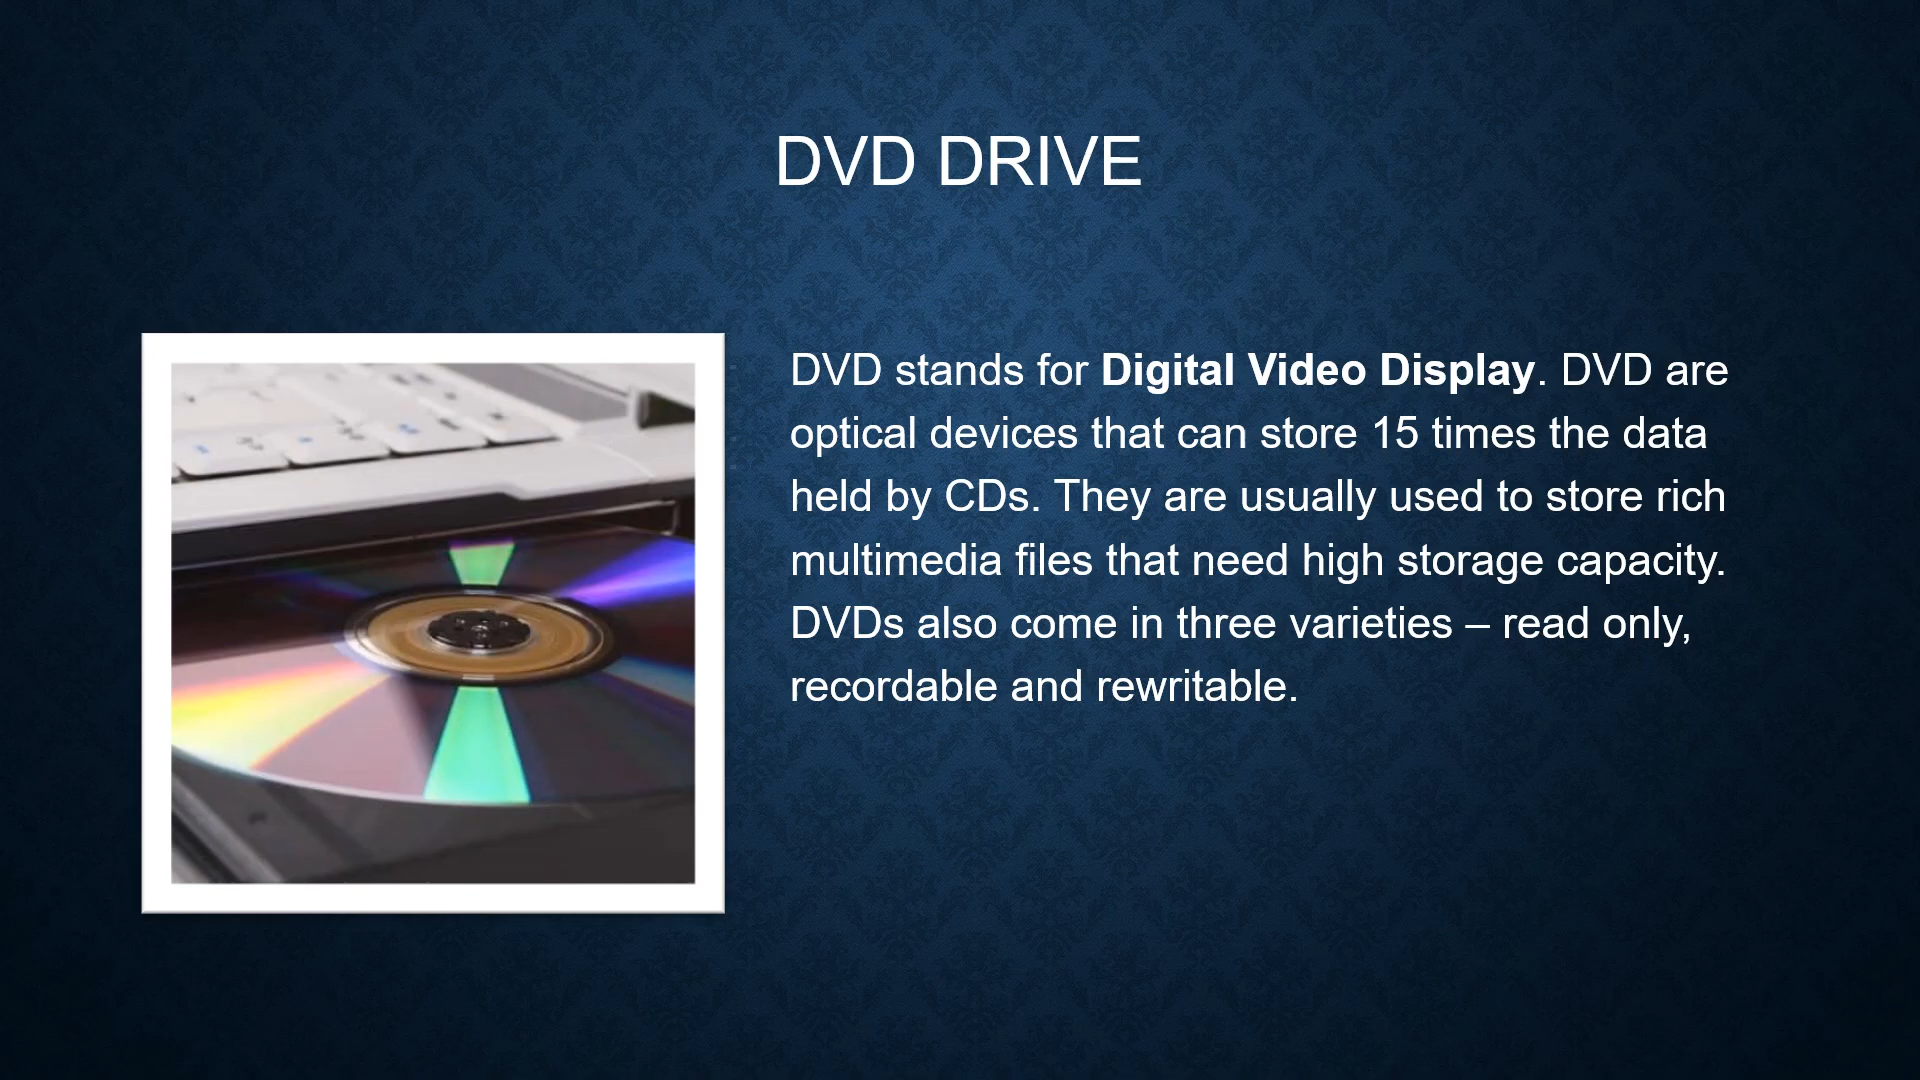 DVD DRIVE
DVD stands for Digital Video Display. DVD are
optical devices that can store 15 times the data
held by CDs. They are usually used to store rich
multimedia files that need high storage capacity.
DVDs also come in three varieties – read only,
recordable and rewritable.